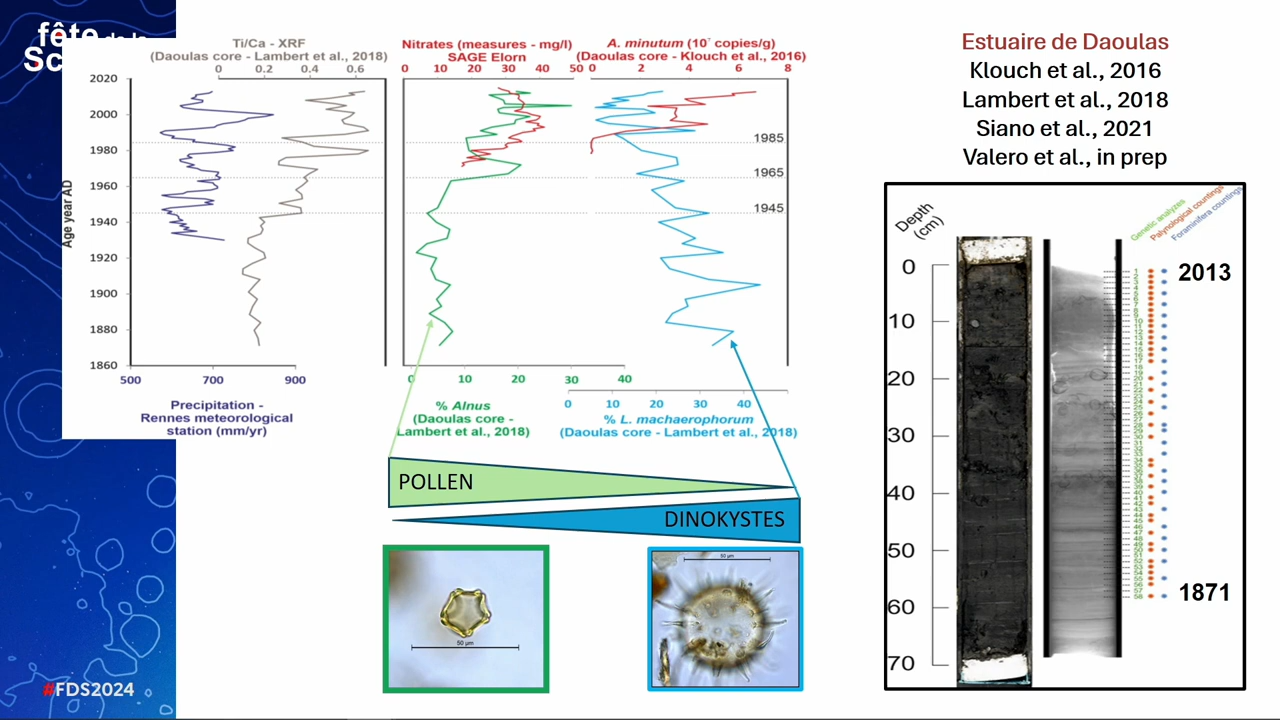 fête de la
Sc
Ti/Ca - XRF
(Daoulas core - Lambert et al., 2018)
0 0.2 0.4 0.6
Nitrates (measures - mg/l)
SAGE Elorn
0 10 20 30 40 50
A. minutum (10⁷ copies/g)
(Daoulas core - Klouch et al., 2016)
0 2 4 6 8
Age year AD
2020
2000
1980
1960
1940
1920
1900
1880
1860
1985
1965
1945
500 700 900
Precipitation -
Rennes meteorological
station (mm/yr)
0 10 20 30 40
% Alnus
(Daoulas core -
Lambert et al., 2018)
0 10 20 30 40
% L. machaerophorum
(Daoulas core - Lambert et al., 2018)
POLLEN
DINOKYSTES
50 µm
50 µm
#FDS2024
Estuaire de Daoulas
Klouch et al., 2016
Lambert et al., 2018
Siano et al., 2021
Valero et al., in prep
Depth
(cm)
Genetic analyzes
Palynological countings
Foraminifera countings
0
10
20
30
40
50
60
70
2013
1871